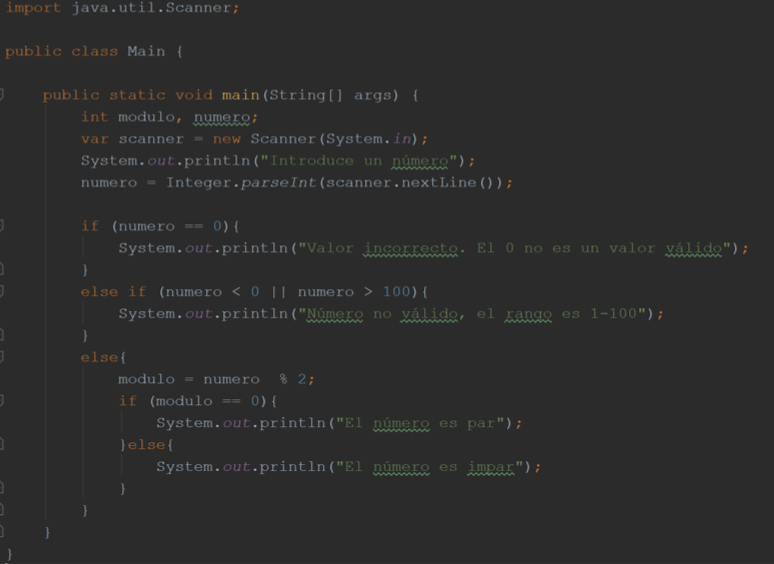 import java.util.Scanner;
public class Main {
public static void main(String[] args) {
int modulo, numero;
var scanner = new Scanner(System.in);
System.out.println("Introduce un número");
numero = Integer.parseInt(scanner.nextLine());
if (numero == 0){
System.out.println("Valor incorrecto. El 0 no es un valor válido");
}
else if (numero < 0 || numero > 100){
System.out.println("Número no válido, el rango es 1-100");
}
else{
modulo = numero  % 2;
if (modulo == 0){
System.out.println("El número es par");
}else{
System.out.println("El número es impar");
}
}
}
}